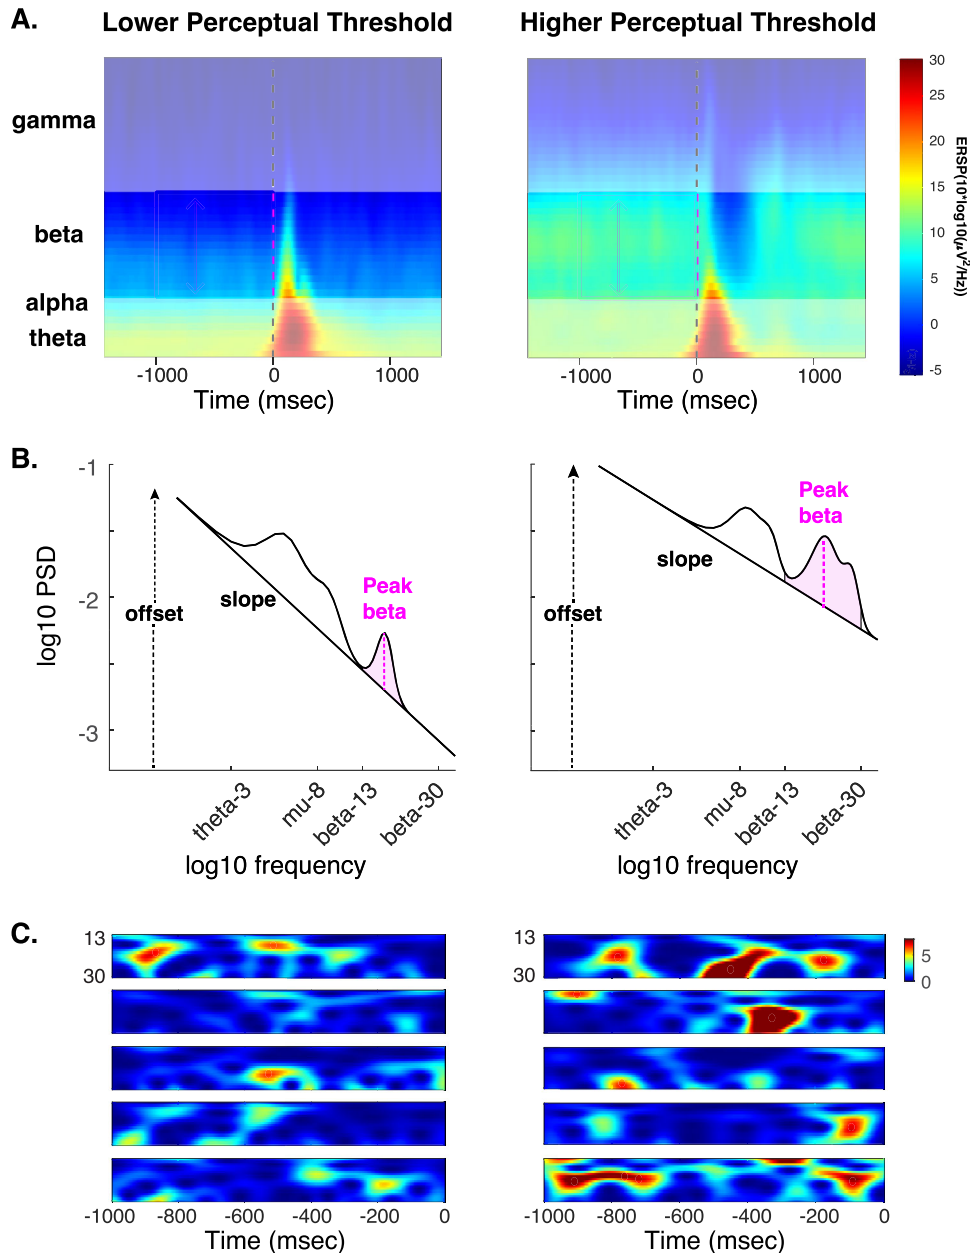 A.
Lower Perceptual Threshold
Higher Perceptual Threshold
gamma
beta
alpha
theta
-1000 0 1000
Time (msec)
-1000 0 1000
Time (msec)
30
25
20
15
10
5
0
-5
ERSP(10*log10(μV²/Hz))
B.
-1
-2
-3
log10 PSD
offset
slope
Peak
beta
theta-3
mu-8
beta-13
beta-30
log10 frequency
offset
slope
Peak
beta
theta-3
mu-8
beta-13
beta-30
log10 frequency
C.
13
30
13
30
5
0
-1000 -800 -600 -400 -200 0
Time (msec)
-1000 -800 -600 -400 -200 0
Time (msec)